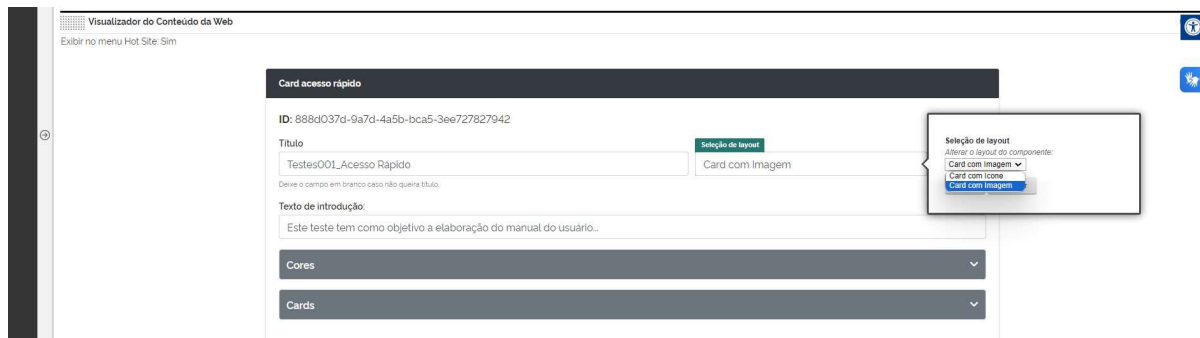 Visualizador do Conteúdo da Web
Exibir no menu Hot Site: Sim
Card acesso rápido
ID: 888d037d-9a7d-4a5b-bca5-3ee727827942
Título
Seleção de layout
Testes001_Acesso Rápido
Card com Imagem
Deixe o campo em branco caso não queira título.
Texto de introdução:
Este teste tem como objetivo a elaboração do manual do usuário...
Cores
Cards
Seleção de layout
Alterar o layout do componente:
Card com Imagem
Card com Icone
Card com Imagem